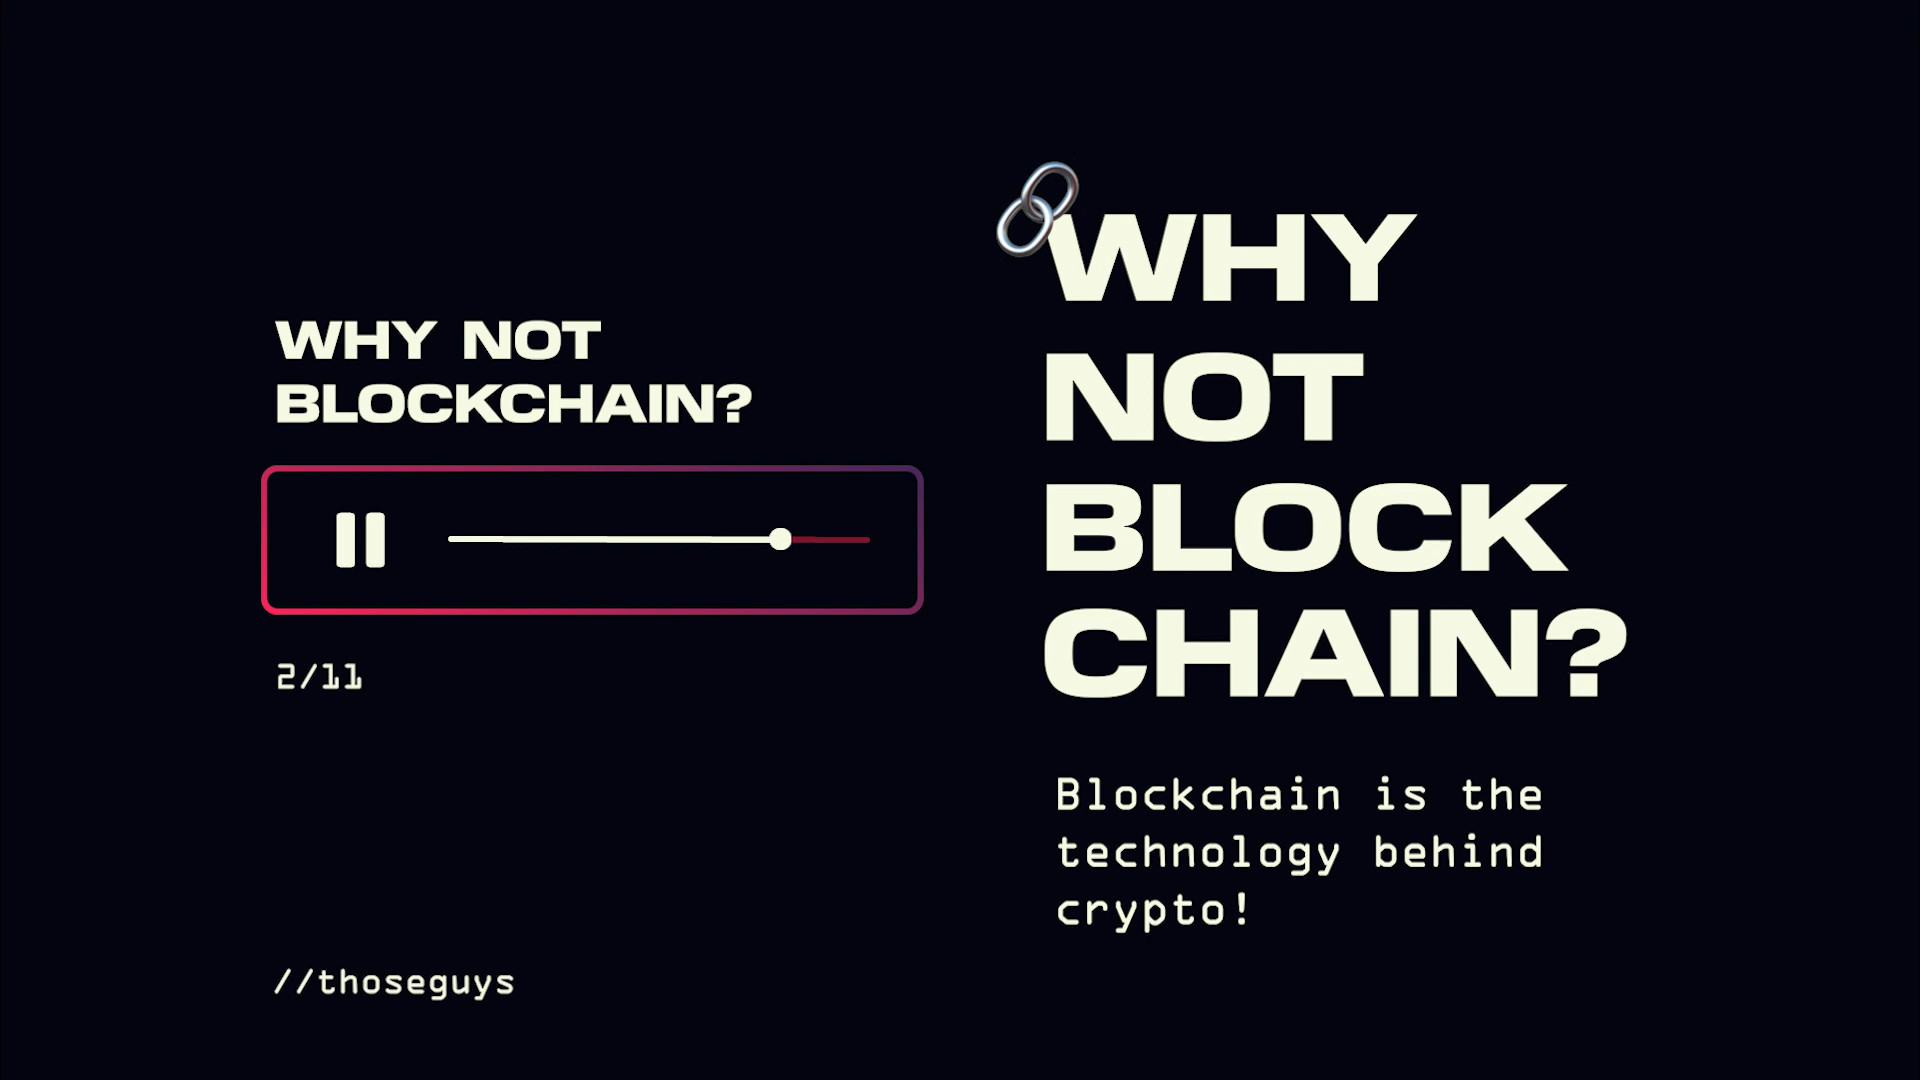 WHY NOT
BLOCKCHAIN?
2/11
//thoseguys
WHY
NOT
BLOCK
CHAIN?
Blockchain is the
technology behind
crypto!